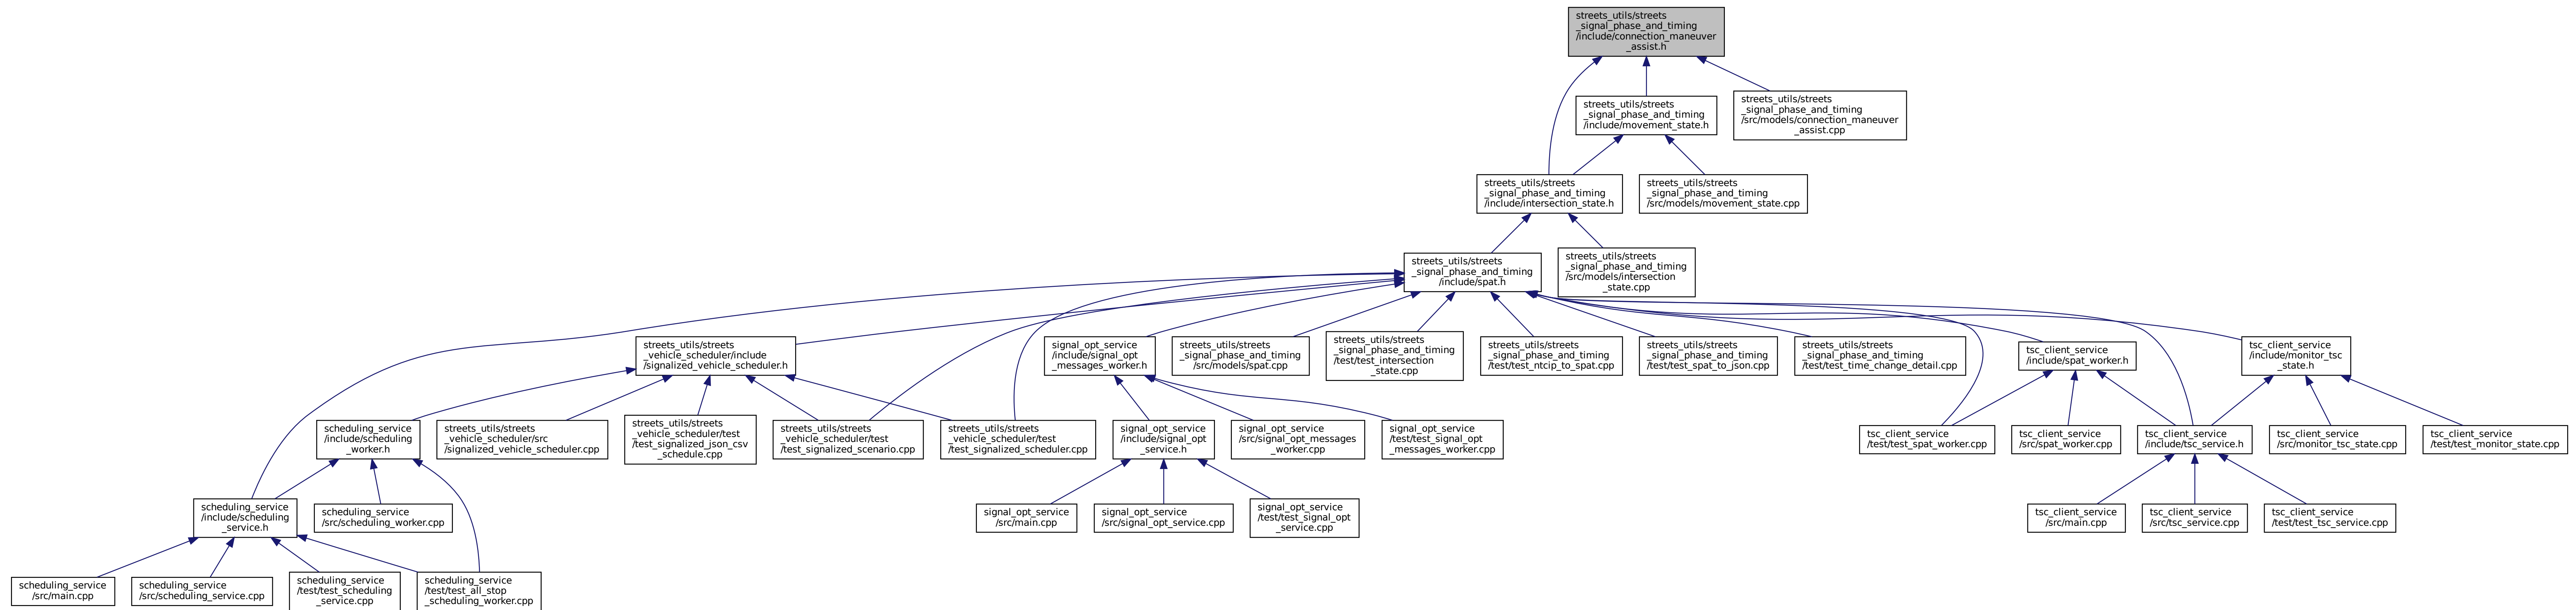 streets_utils/streets
_signal_phase_and_timing
/include/connection_maneuver
_assist.h
streets_utils/streets
_signal_phase_and_timing
/include/movement_state.h
streets_utils/streets
_signal_phase_and_timing
/src/models/connection_maneuver
_assist.cpp
streets_utils/streets
_signal_phase_and_timing
/include/intersection_state.h
streets_utils/streets
_signal_phase_and_timing
/src/models/movement_state.cpp
streets_utils/streets
_signal_phase_and_timing
/include/spat.h
streets_utils/streets
_signal_phase_and_timing
/src/models/intersection
_state.cpp
streets_utils/streets
_vehicle_scheduler/include
/signalized_vehicle_scheduler.h
signal_opt_service
/include/signal_opt
_messages_worker.h
streets_utils/streets
_signal_phase_and_timing
/src/models/spat.cpp
streets_utils/streets
_signal_phase_and_timing
/test/test_intersection
_state.cpp
streets_utils/streets
_signal_phase_and_timing
/test/test_ntcip_to_spat.cpp
streets_utils/streets
_signal_phase_and_timing
/test/test_spat_to_json.cpp
streets_utils/streets
_signal_phase_and_timing
/test/test_time_change_detail.cpp
tsc_client_service
/include/spat_worker.h
tsc_client_service
/include/monitor_tsc
_state.h
scheduling_service
/include/scheduling
_worker.h
streets_utils/streets
_vehicle_scheduler/src
/signalized_vehicle_scheduler.cpp
streets_utils/streets
_vehicle_scheduler/test
/test_signalized_json_csv
_schedule.cpp
streets_utils/streets
_vehicle_scheduler/test
/test_signalized_scenario.cpp
streets_utils/streets
_vehicle_scheduler/test
/test_signalized_scheduler.cpp
signal_opt_service
/include/signal_opt
_service.h
signal_opt_service
/src/signal_opt_messages
_worker.cpp
signal_opt_service
/test/test_signal_opt
_messages_worker.cpp
tsc_client_service
/test/test_spat_worker.cpp
tsc_client_service
/src/spat_worker.cpp
tsc_client_service
/include/tsc_service.h
tsc_client_service
/src/monitor_tsc_state.cpp
tsc_client_service
/test/test_monitor_state.cpp
scheduling_service
/include/scheduling
_service.h
scheduling_service
/src/scheduling_worker.cpp
signal_opt_service
/src/main.cpp
signal_opt_service
/src/signal_opt_service.cpp
signal_opt_service
/test/test_signal_opt
_service.cpp
tsc_client_service
/src/main.cpp
tsc_client_service
/src/tsc_service.cpp
tsc_client_service
/test/test_tsc_service.cpp
scheduling_service
/src/main.cpp
scheduling_service
/src/scheduling_service.cpp
scheduling_service
/test/test_scheduling
_service.cpp
scheduling_service
/test/test_all_stop
_scheduling_worker.cpp